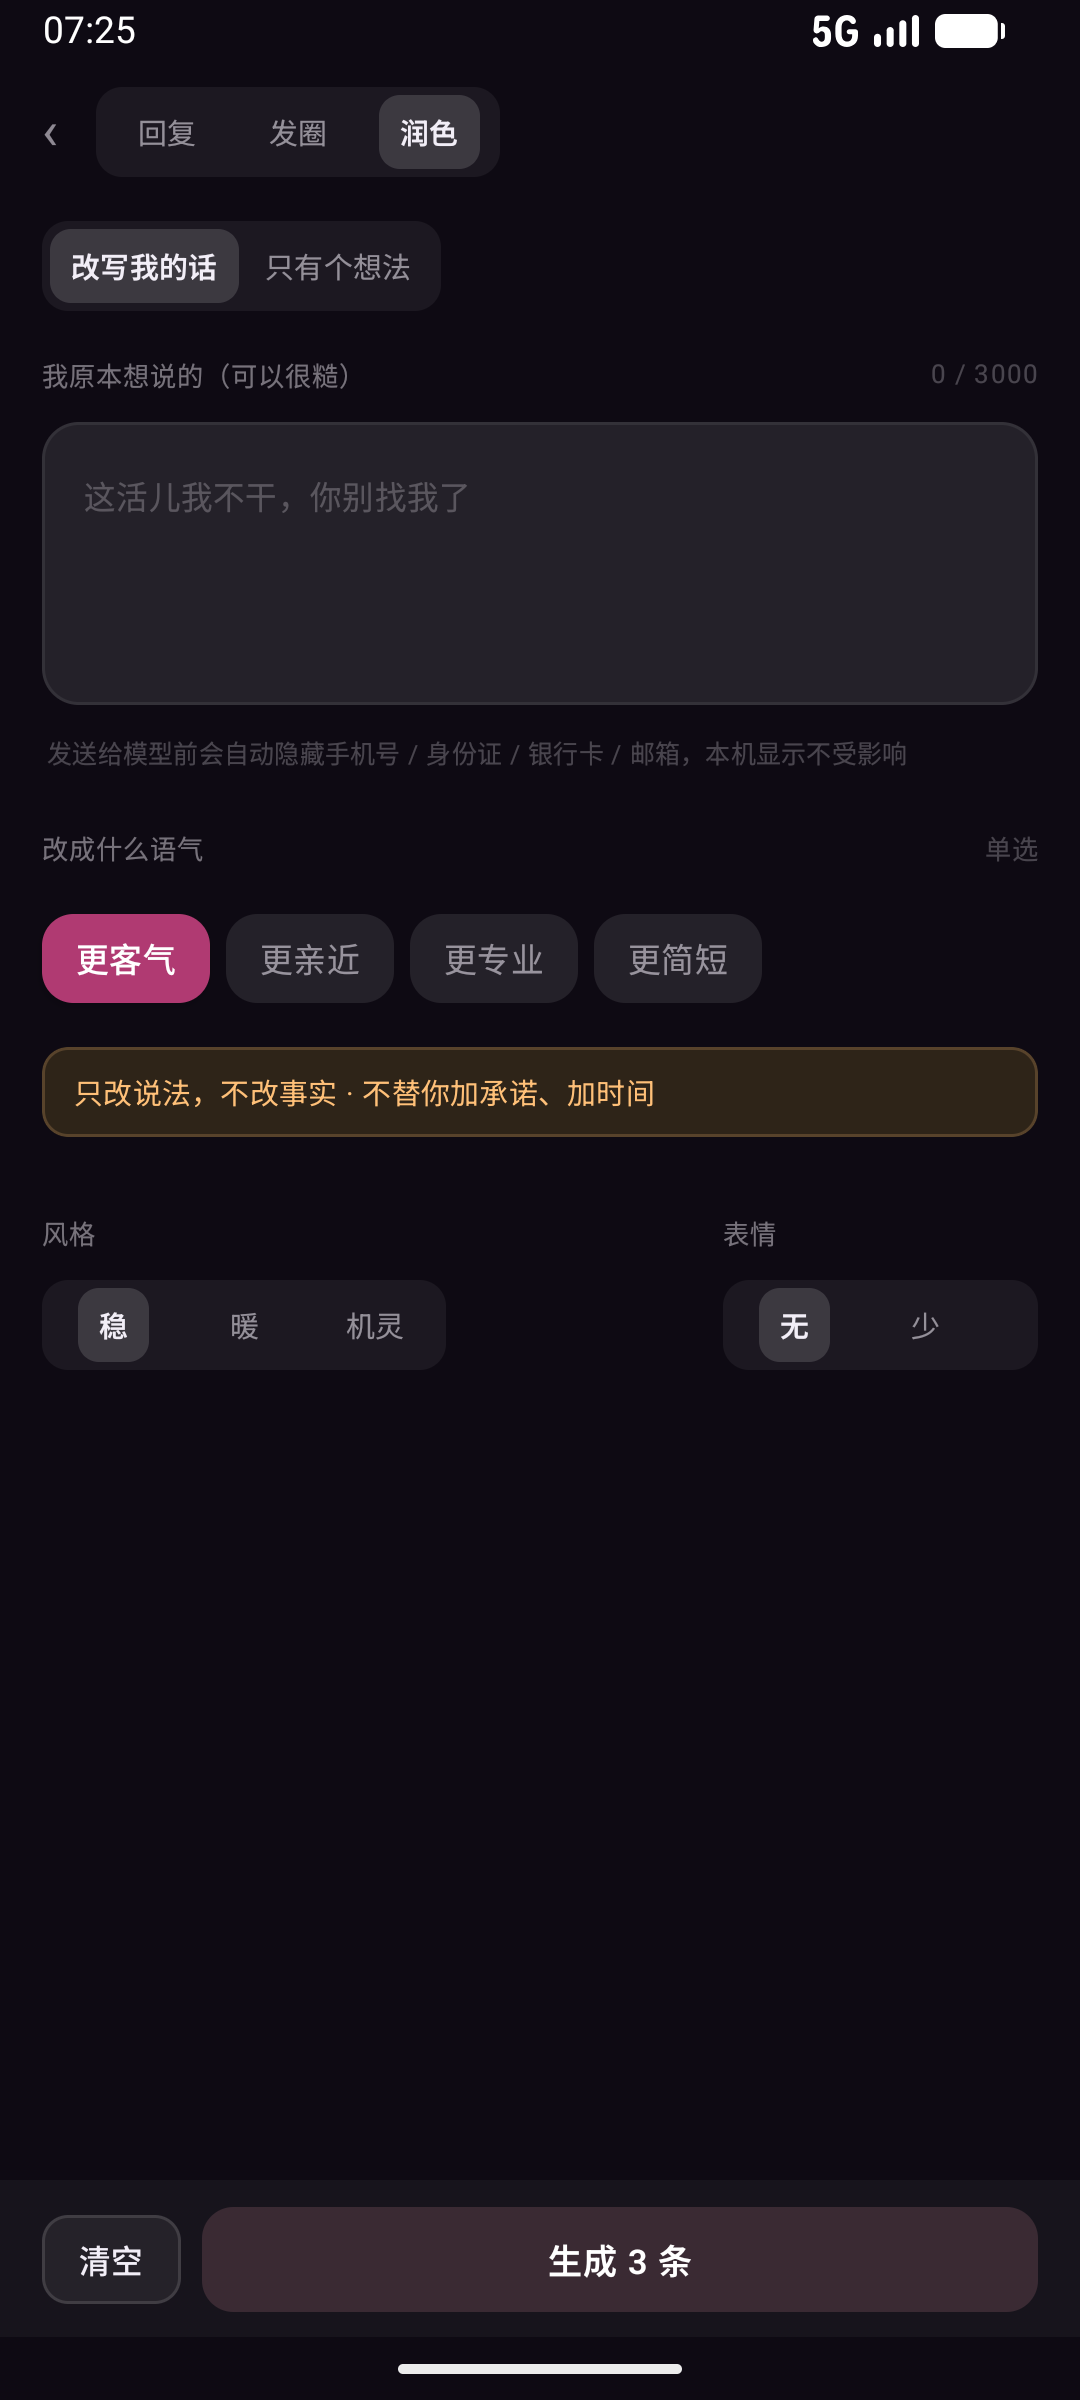 07:25 5G
‹ 回复 发圈 润色
改写我的话 只有个想法
我原本想说的（可以很糙） 0 / 3000
这活儿我不干，你别找我了
发送给模型前会自动隐藏手机号 / 身份证 / 银行卡 / 邮箱，本机显示不受影响
改成什么语气 单选
更客气 更亲近 更专业 更简短
只改说法，不改事实 · 不替你加承诺、加时间
风格 表情
稳 暖 机灵 无 少
清空 生成 3 条